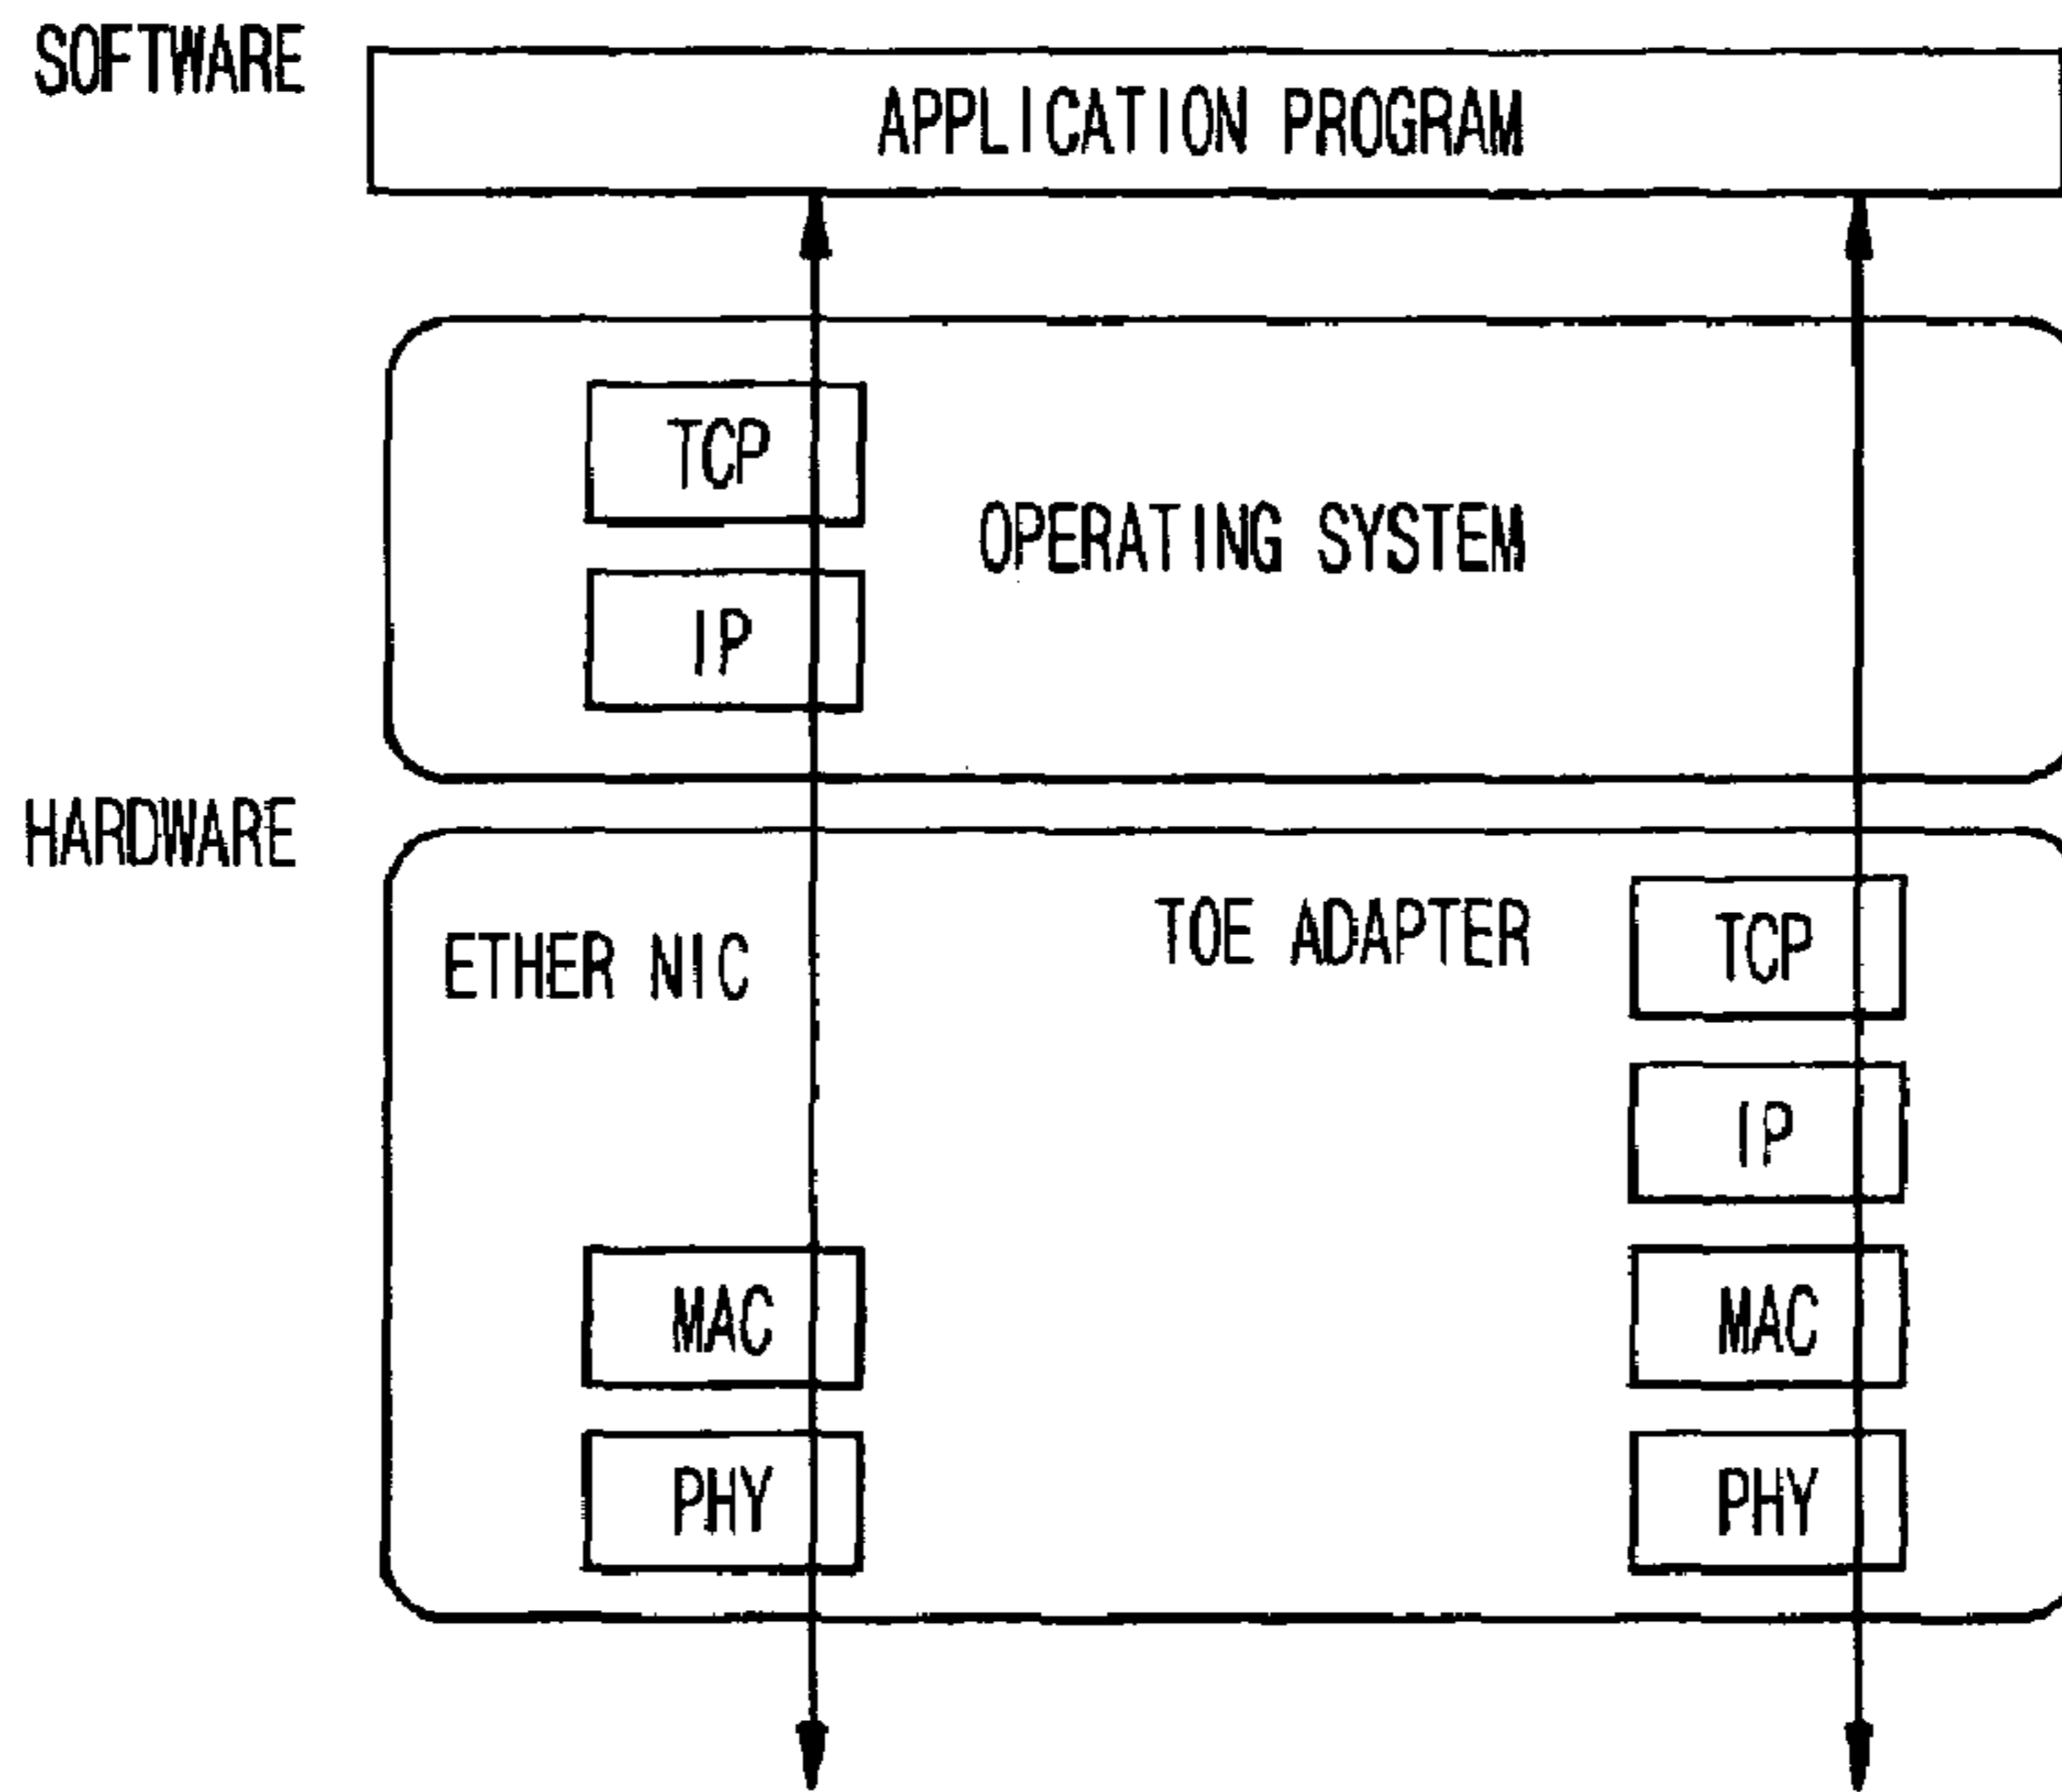 SOFTWARE
APPLICATION PROGRAM
TCP
OPERATING SYSTEM
IP
HARDWARE
ETHER NIC
TOE ADAPTER
TCP
IP
MAC
MAC
PHY
PHY